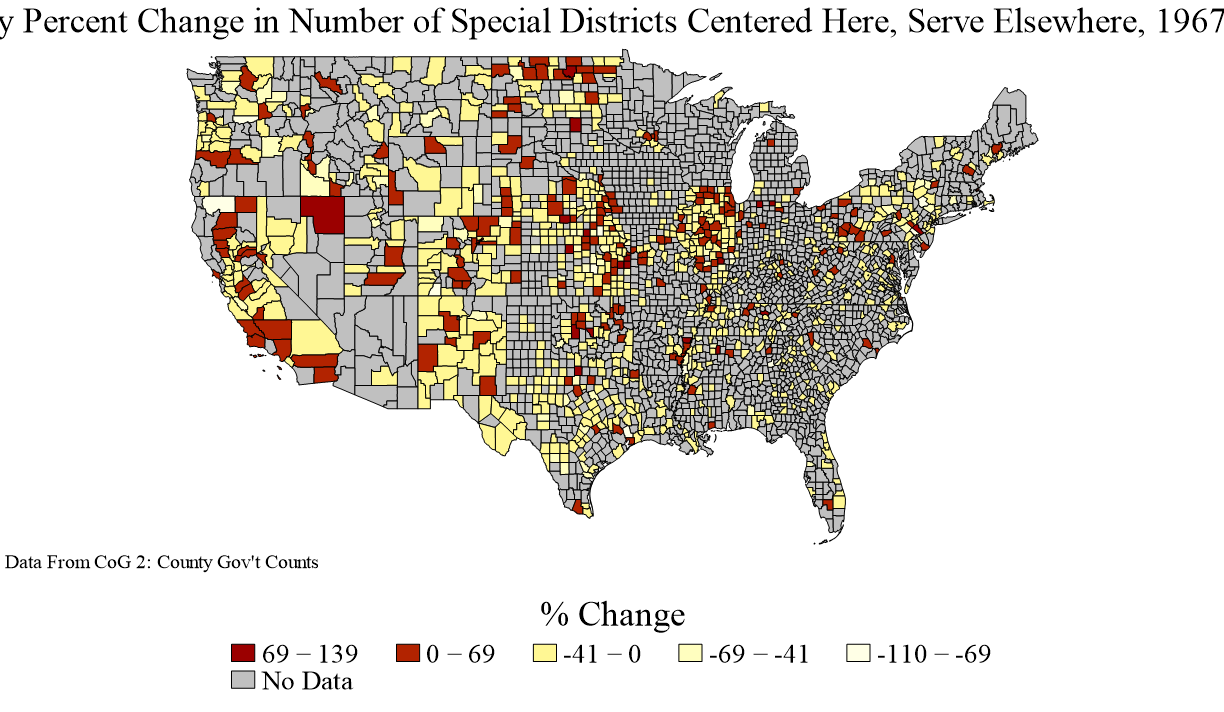 y Percent Change in Number of Special Districts Centered Here, Serve Elsewhere, 1967
Data From CoG 2: County Gov't Counts
% Change
69 − 139 0 − 69 -41 − 0 -69 − -41 -110 − -69
No Data